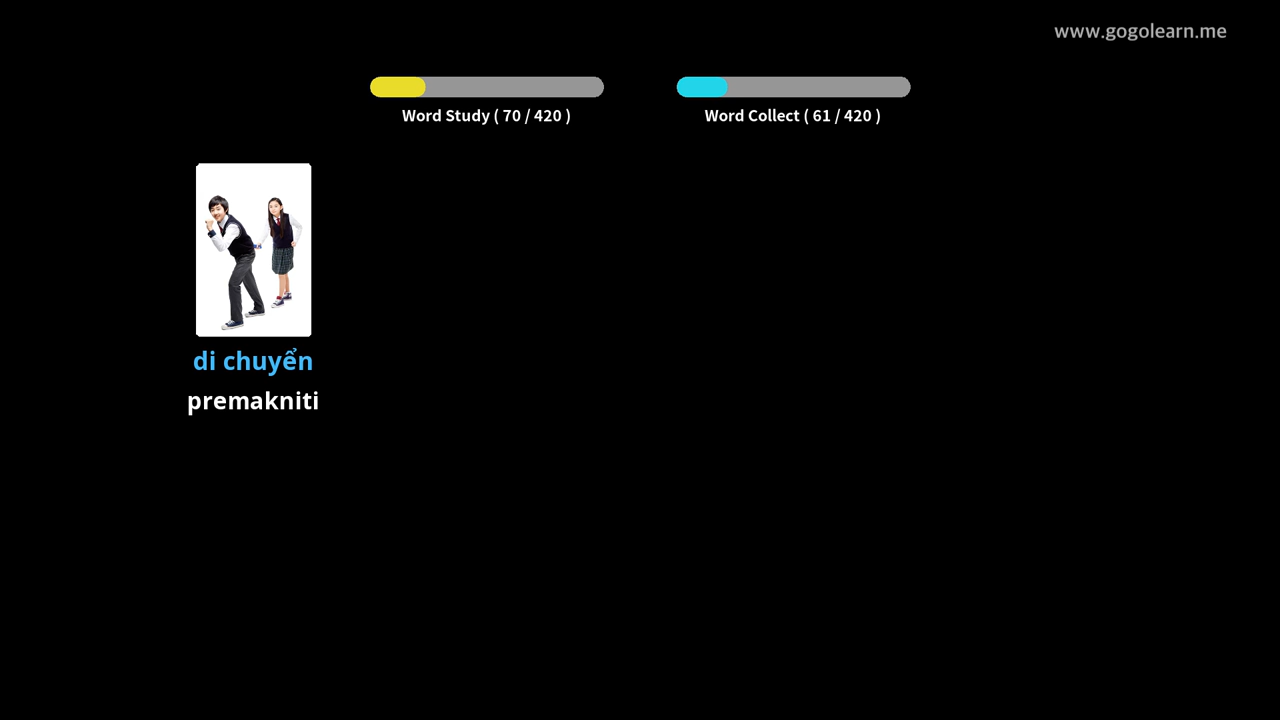 www.gogolearn.me
Word Study ( 70 / 420 )
Word Collect ( 61 / 420 )
di chuyển
premakniti